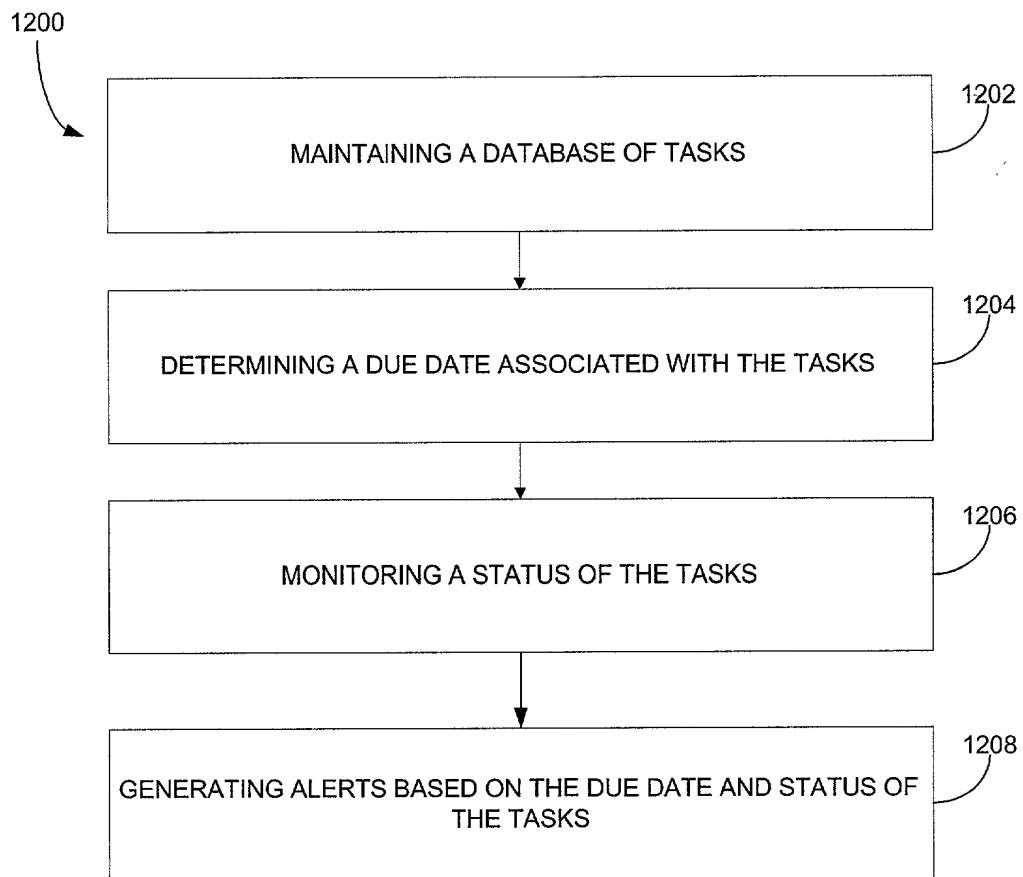 1200
1202
MAINTAINING A DATABASE OF TASKS
1204
DETERMINING A DUE DATE ASSOCIATED WITH THE TASKS
1206
MONITORING A STATUS OF THE TASKS
1208
GENERATING ALERTS BASED ON THE DUE DATE AND STATUS OF
THE TASKS